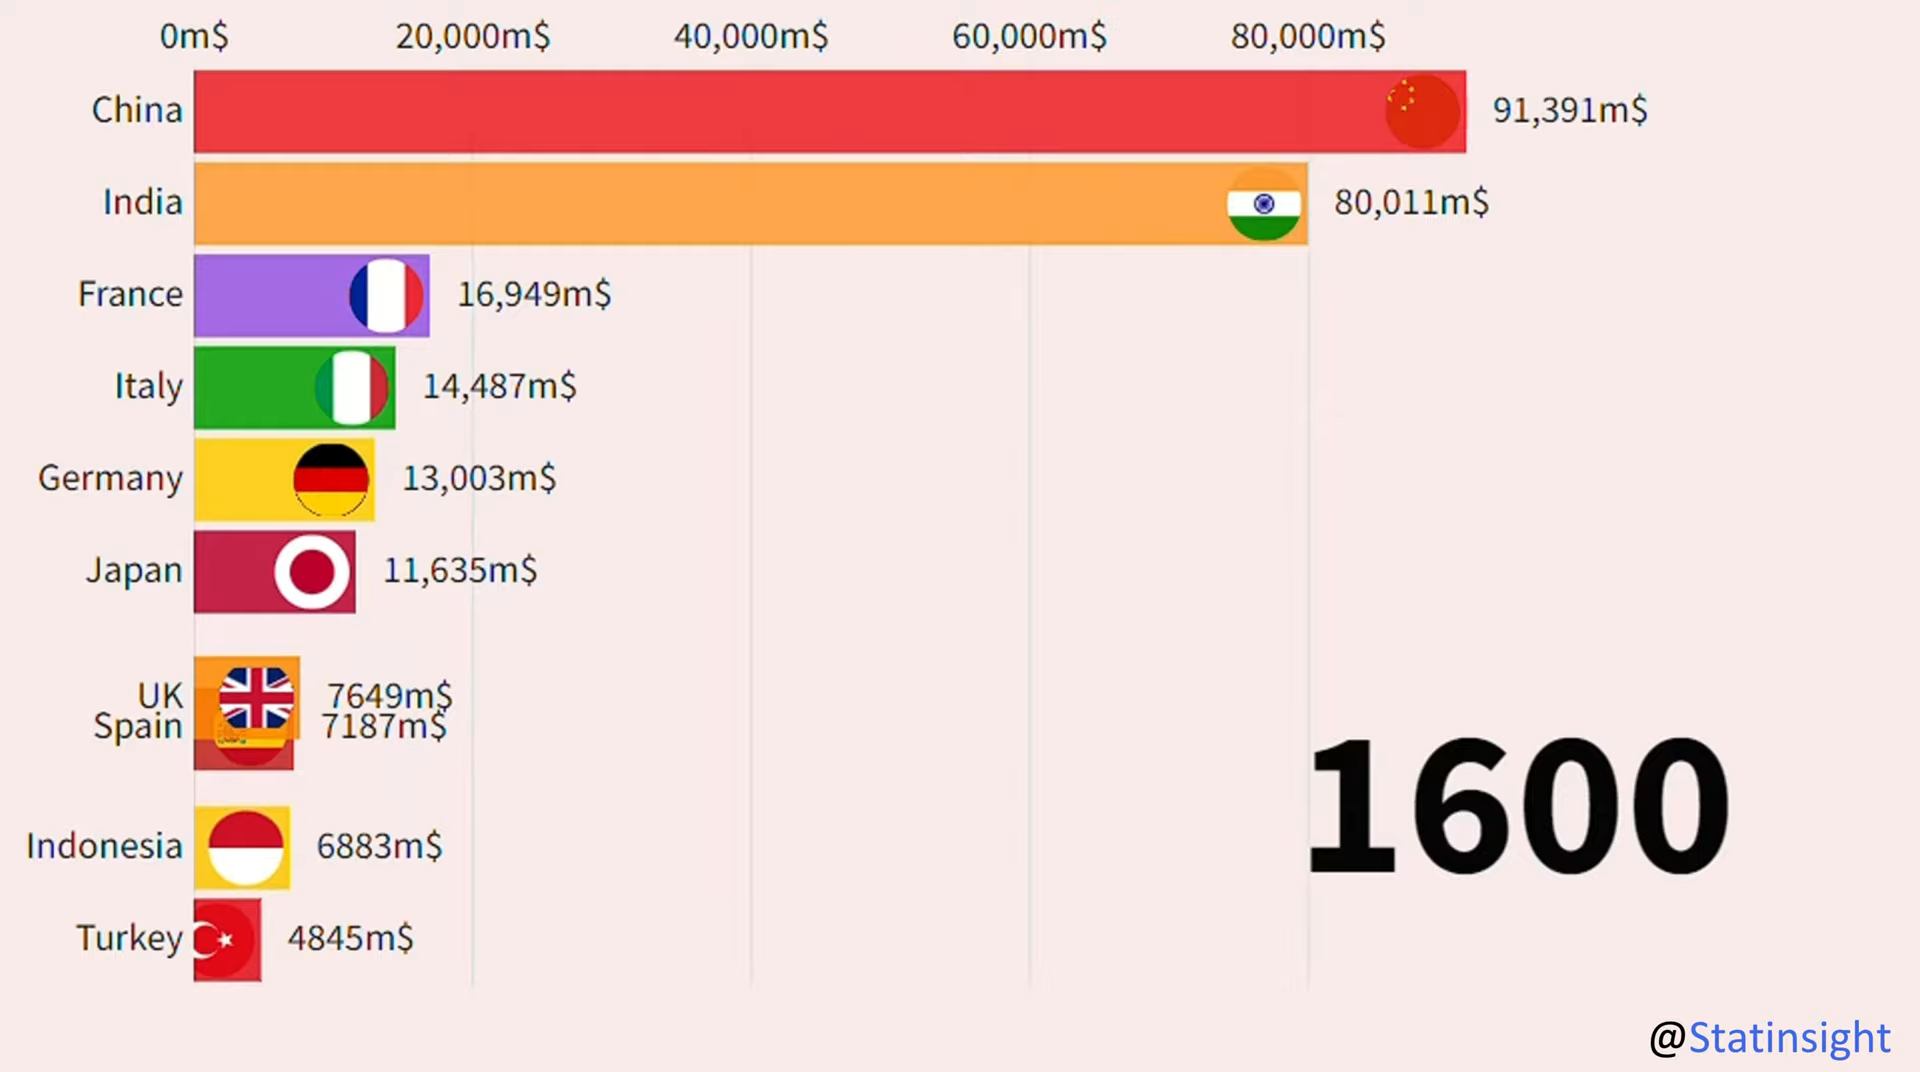 0m$ 20,000m$ 40,000m$ 60,000m$ 80,000m$
China 91,391m$
India 80,011m$
France 16,949m$
Italy 14,487m$
Germany 13,003m$
Japan 11,635m$
UK 7649m$
Spain 7187m$
Indonesia 6883m$
Turkey 4845m$
1600
@Statinsight